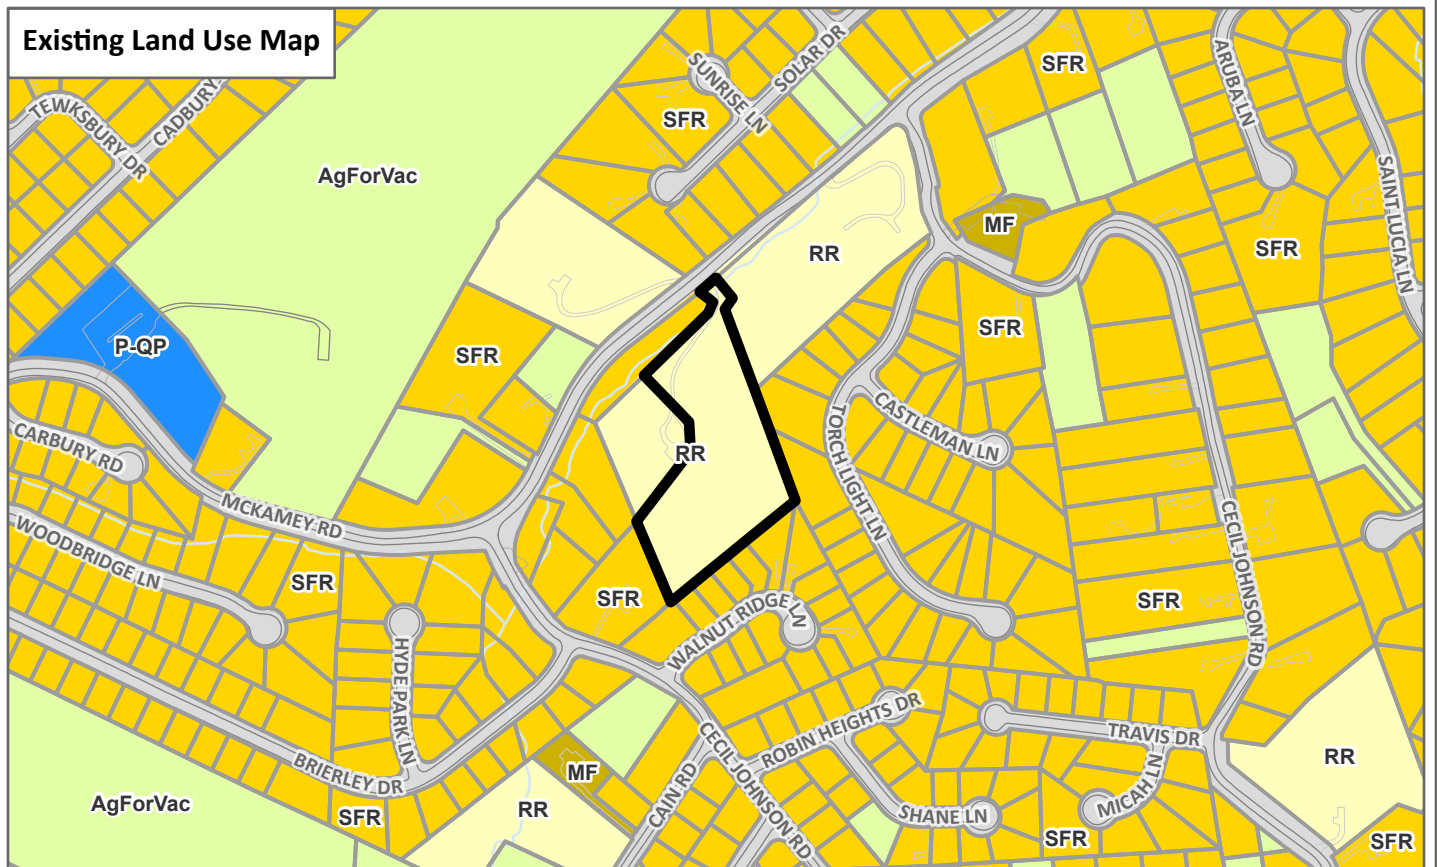 Existing Land Use Map
TEWKSBURY DR
CADBURY
SUNRISE LN
SOLAR DR
SFR
AgForVac
SFR
ARUBA LN
SAINT LUCIA LN
MF
RR
SFR
P-QP
SFR
SFR
CARBURY RD
TORCH LIGHT LN
CASTLEMAN LN
RR
MCKAMEY RD
WOODBRIDGE LN
SFR
SFR
WALNUT RIDGE LN
SFR
CECIL JOHNSON RD
HYDE PARK LN
BRIERLEY DR
ROBIN HEIGHTS DR
TRAVIS DR
RR
CECIL JOHNSON RD
MF
CAIN RD
MICAH LN
AgForVac
SFR
RR
SHANE LN
SFR
SFR